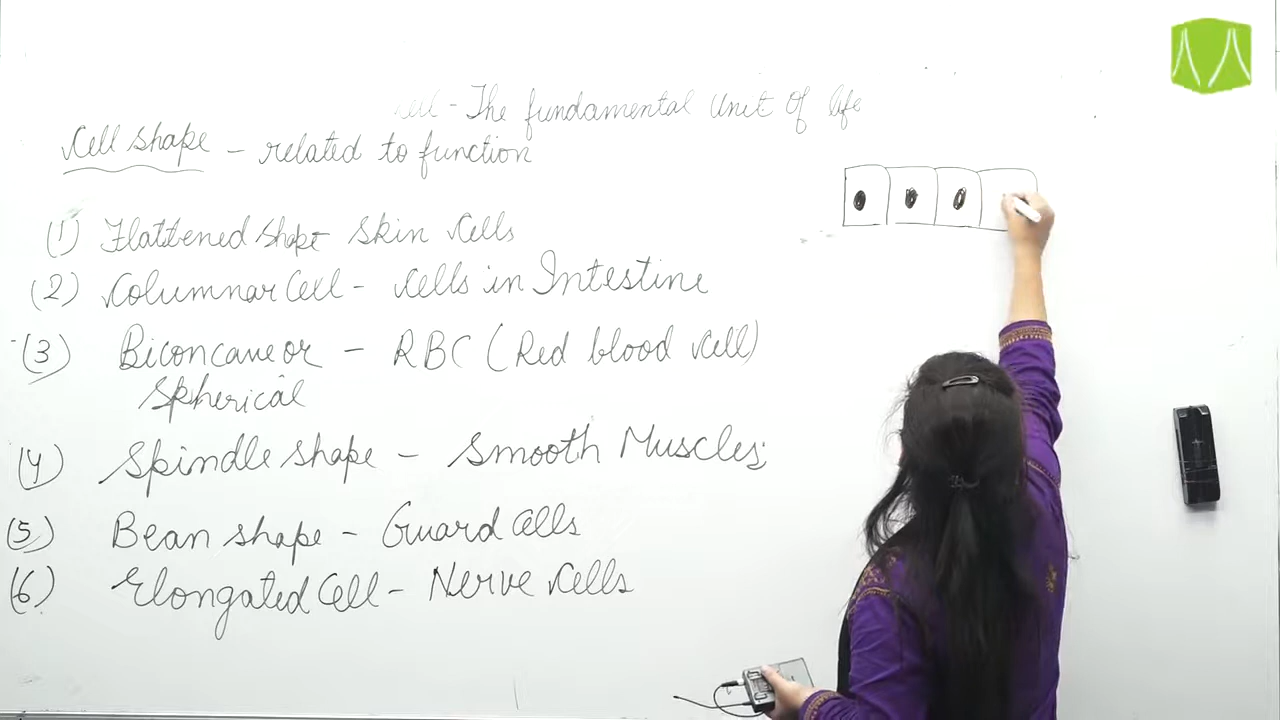 - The fundamental unit of life
Cell shape - related to function
(1) Flattened shape skin cells
(2) Columnar Cell - cells in Intestine
(3) Biconcave or - RBC (Red blood cell)
Spherical
(4) Spindle shape - Smooth Muscles;
(5) Bean shape - Guard cells
(6) Elongated Cell - Nerve cells